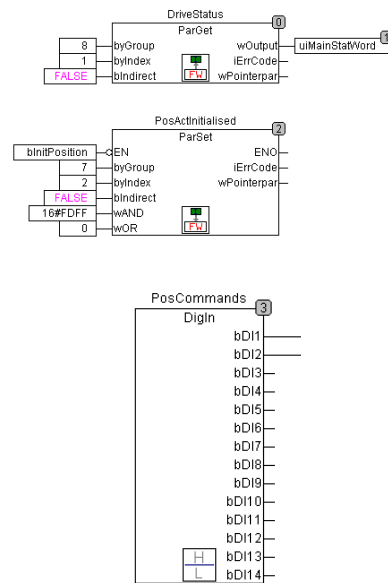 DriveStatus
0
ParGet
8 byGroup wOutput uiMainStatWord 1
1 byIndex iErrCode
FALSE bIndirect wPointerpar
FW
PosActInitialised
2
ParSet
bInitPosition EN ENO
7 byGroup iErrCode
2 byIndex wPointerpar
FALSE bIndirect
16#FDFF wAND
0 wOR
FW
PosCommands
3
DigIn
bDI1
bDI2
bDI3
bDI4
bDI5
bDI6
bDI7
bDI8
bDI9
bDI10
bDI11
bDI12
H bDI13
L bDI14